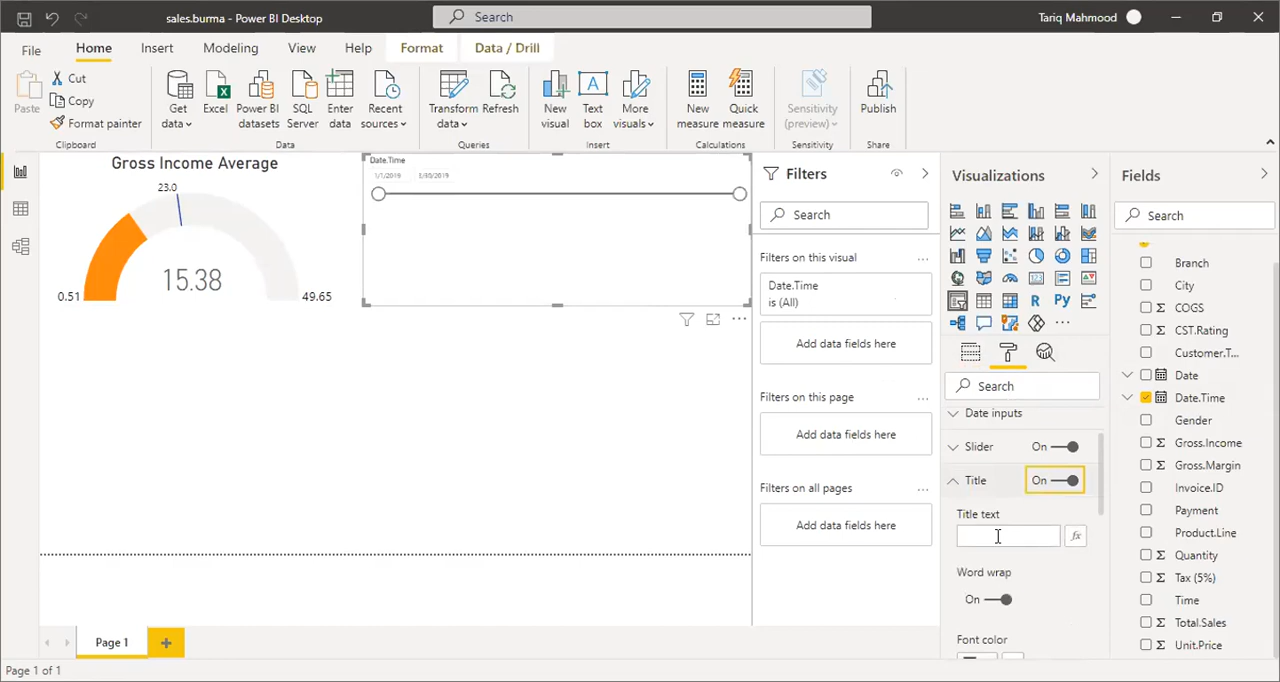 sales.burma - Power BI Desktop
Search
Tariq Mahmood
File
Home
Insert
Modeling
View
Help
Format
Data / Drill
Paste
Cut
Copy
Format painter
Clipboard
Get data
Excel
Power BI datasets
SQL Server
Enter data
Recent sources
Data
Transform data
Refresh
Queries
New visual
Text box
More visuals
Insert
New measure
Quick measure
Calculations
Sensitivity (preview)
Sensitivity
Publish
Share
Gross Income Average
23.0
15.38
0.51
49.65
Date.Time
1/1/2019
3/30/2019
Filters
Search
Filters on this visual
...
Date.Time
is (All)
Add data fields here
Filters on this page
...
Add data fields here
Filters on all pages
...
Add data fields here
Visualizations
R
Py
...
Search
Date inputs
Slider
On
Title
On
Title text
fx
Word wrap
On
Font color
Fields
Search
Branch
City
Σ COGS
Σ CST.Rating
Customer.T...
Date
Date.Time
Gender
Σ Gross.Income
Σ Gross.Margin
Invoice.ID
Payment
Product.Line
Σ Quantity
Σ Tax (5%)
Time
Σ Total.Sales
Σ Unit.Price
Page 1
+
Page 1 of 1